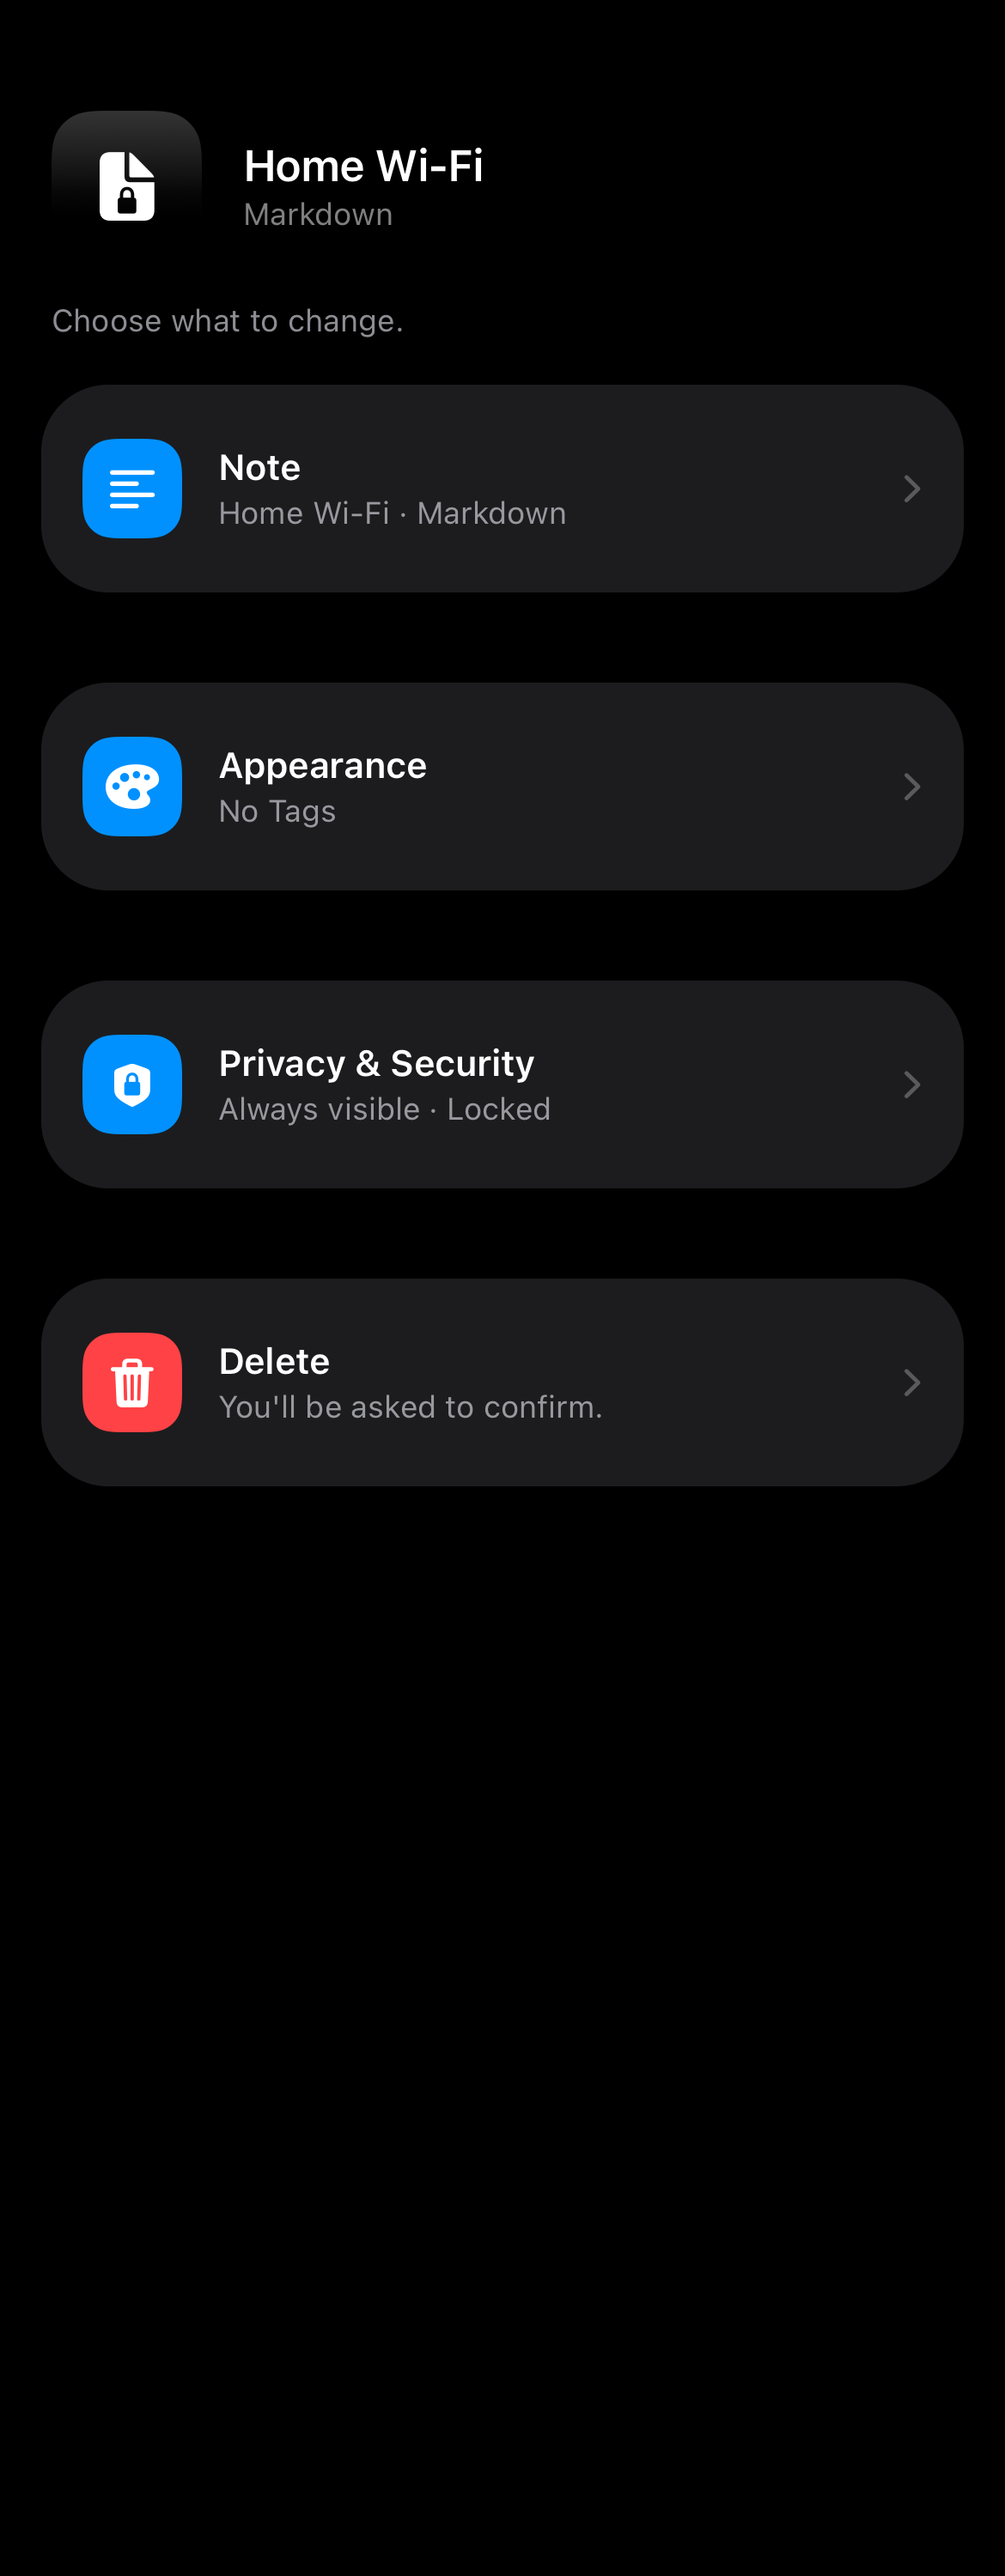 Home Wi-Fi
Markdown
Choose what to change.
Note
Home Wi-Fi · Markdown
Appearance
No Tags
Privacy & Security
Always visible · Locked
Delete
You'll be asked to confirm.